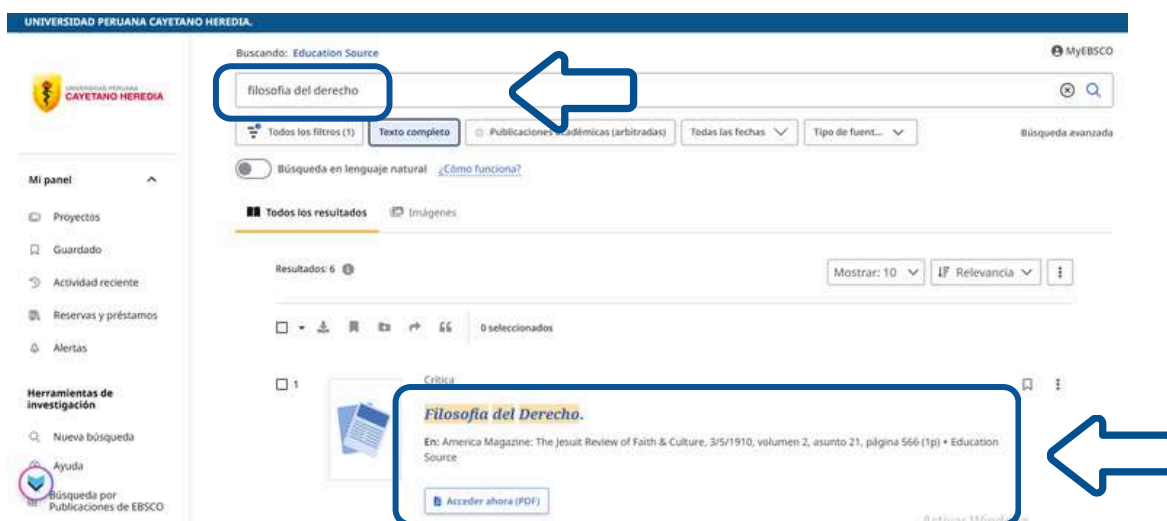 UNIVERSIDAD PERUANA CAYETANO HEREDIA.
Buscando: Education Source
MyEBSCO
UNIVERSIDAD PERUANA
CAYETANO HEREDIA
filosofia del derecho
Todos los filtros (1)
Texto completo
Publicaciones académicas (arbitradas)
Todas las fechas
Tipo de fuent...
Búsqueda avanzada
Búsqueda en lenguaje natural
¿Cómo funciona?
Mi panel
Todos los resultados
Imágenes
Proyectos
Guardado
Actividad reciente
Reservas y préstamos
Alertas
Resultados: 6
Mostrar: 10
Relevancia
0 seleccionados
Herramientas de
investigación
Nueva búsqueda
Ayuda
Búsqueda por
Publicaciones de EBSCO
1
Crítica
Filosofia del Derecho.
En: America Magazine: The Jesuit Review of Faith & Culture, 3/5/1910, volumen 2, asunto 21, página 566 (1p) • Education
Source
Acceder ahora (PDF)